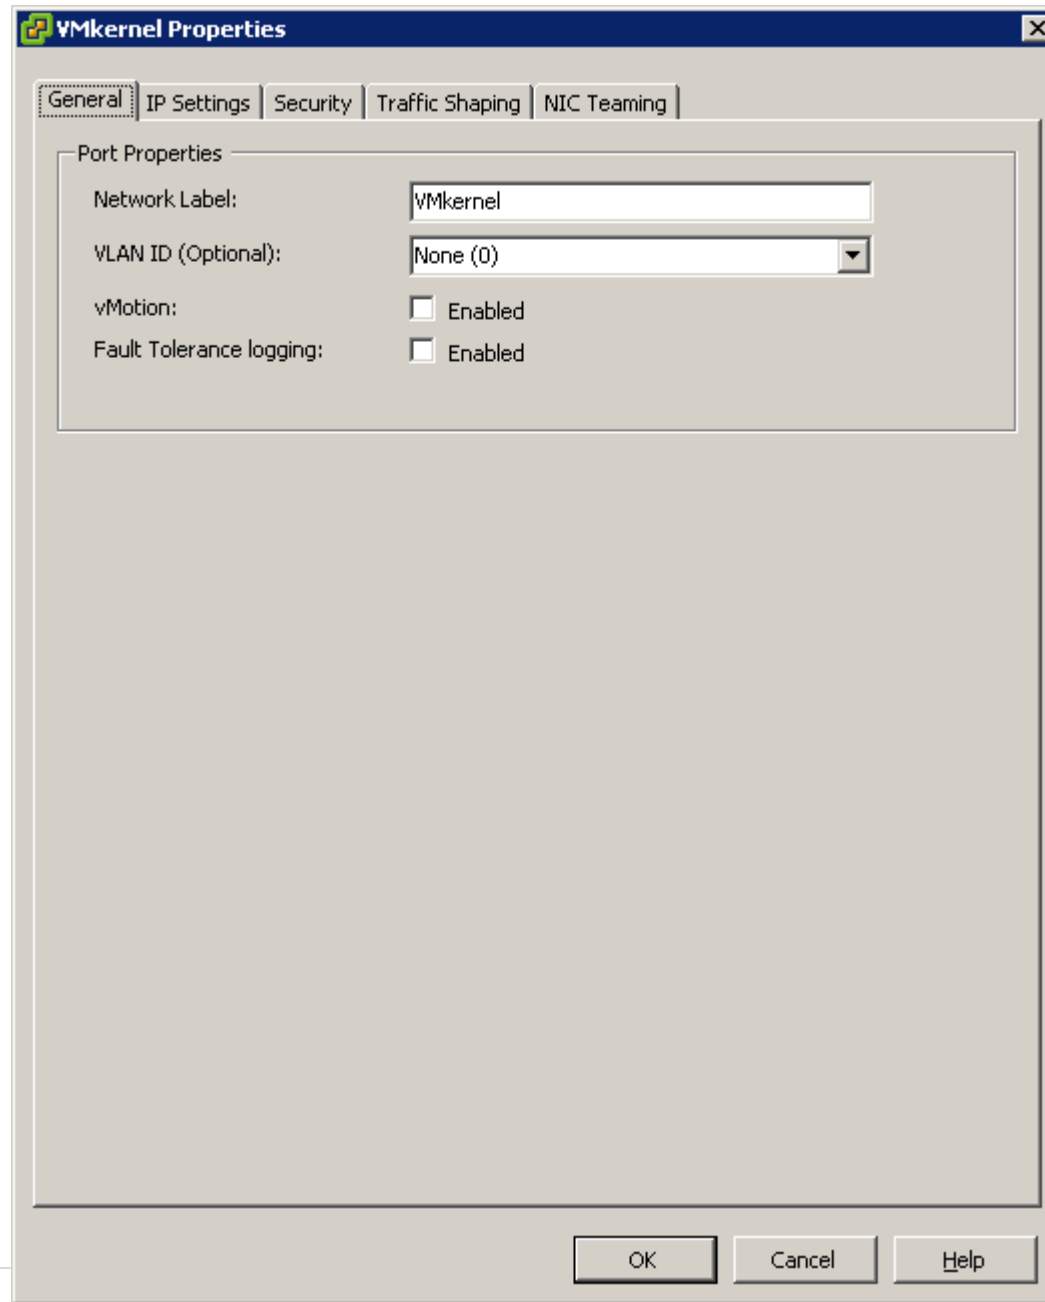 VMkernel Properties
General IP Settings Security Traffic Shaping NIC Teaming
Port Properties
Network Label: VMkernel
VLAN ID (Optional): None (0)
vMotion: Enabled
Fault Tolerance logging: Enabled
OK Cancel Help